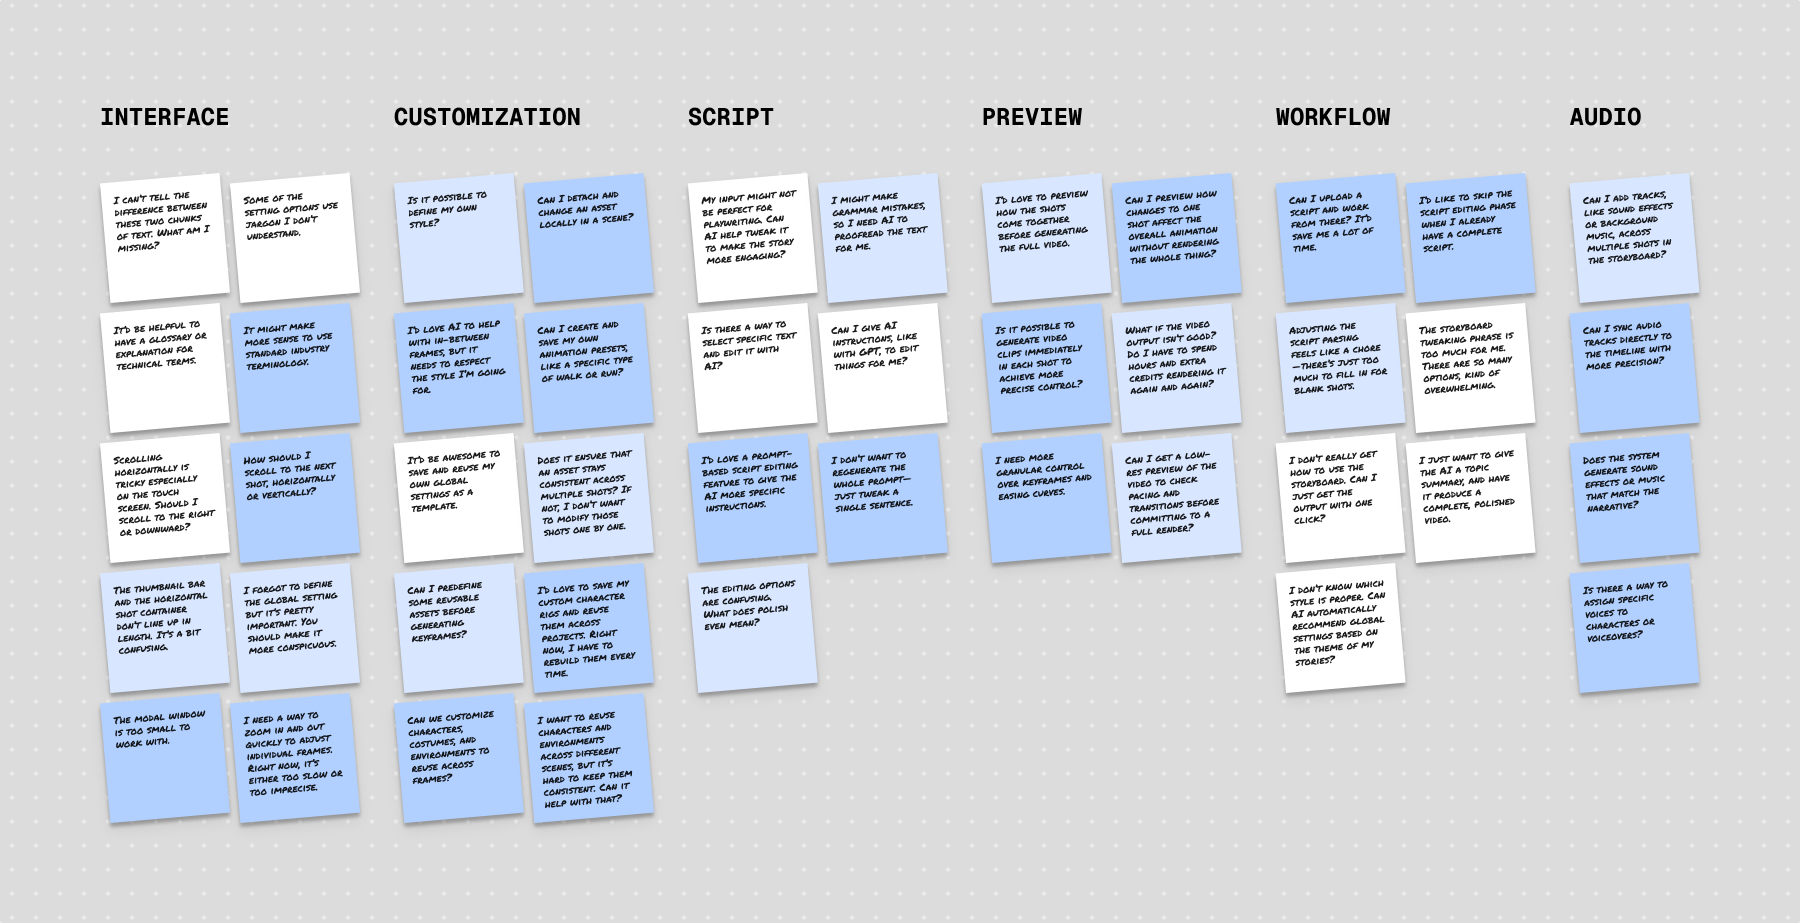 INTERFACE
I can't tell the
difference between
these two chunks
of text. What am I
missing?
Some of the
setting options use
jargon I don't
understand.
It'd be helpful to
have a glossary or
explanation for
technical terms.
It might make
more sense to use
standard industry
terminology.
Scrolling
horizontally is
tricky especially
on the touch
screen. Should I
scroll to the right
or downward?
How should I
scroll to the next
shot, horizontally
or vertically?
The thumbnail bar
and the horizontal
shot container
don't line up in
length. It's a bit
confusing.
I forgot to define
the global setting
but it's pretty
important. You
should make it
more conspicuous.
The modal window
is too small to
work with.
I need a way to
zoom in and out
quickly to adjust
individual frames.
Right now, it's
either too slow or
too imprecise.
CUSTOMIZATION
Is it possible to
define my own
style?
Can I detach and
change an asset
locally in a scene?
I'd love AI to help
with in-between
frames, but it
needs to respect
the style I'm going
for.
Can I create and
save my own
animation presets,
like a specific type
of walk or run?
It'd be awesome to
save and reuse my
own global
settings as a
template.
Does it ensure that
an asset stays
consistent across
multiple shots? If
not, I don't want
to modify those
shots one by one.
Can I predefine
some reusable
assets before
generating
keyframes?
I'd love to save my
custom character
rigs and reuse
them across
projects. Right
now, I have to
rebuild them every
time.
Can we customize
characters,
costumes, and
environments to
reuse across
frames?
I want to reuse
characters and
environments
across different
scenes, but it's
hard to keep them
consistent. Can it
help with that?
SCRIPT
My input might not
be perfect for
playwriting. Can
AI help tweak it
to make the story
more engaging?
I might make
grammar mistakes,
so I need AI to
proofread the text
for me.
Is there a way to
select specific text
and edit it with
AI?
Can I give AI
instructions, like
with GPT, to edit
things for me?
I'd love a prompt-
based script editing
feature to give the
AI more specific
instructions.
I don't want to
regenerate the
whole prompt—
just tweak a
single sentence.
The editing options
are confusing.
What does polish
even mean?
PREVIEW
I'd love to preview
how the shots
come together
before generating
the full video.
Can I preview how
changes to one
shot affect the
overall animation
without rendering
the whole thing?
Is it possible to
generate video
clips immediately
in each shot to
achieve more
precise control?
What if the video
output isn't good?
Do I have to spend
hours and extra
credits rendering it
again and again?
I need more
granular control
over keyframes and
easing curves.
Can I get a low-
res preview of the
video to check
pacing and
transitions before
committing to a
full render?
WORKFLOW
Can I upload a
script and work
from there? It'd
save me a lot of
time.
I'd like to skip the
script editing phase
when I already
have a complete
script.
Adjusting the
script parsing
feels like a chore
—there's just too
much to fill in for
blank shots.
The storyboard
tweaking phrase is
too much for me.
There are so many
options, kind of
overwhelming.
I don't really get
how to use the
storyboard. Can I
just get the
output with one
click?
I just want to give
the AI a topic
summary, and have
it produce a
complete, polished
video.
I don't know which
style is proper. Can
AI automatically
recommend global
settings based on
the theme of my
stories?
AUDIO
Can I add tracks,
like sound effects
or background
music, across
multiple shots in
the storyboard?
Can I sync audio
tracks directly to
the timeline with
more precision?
Does the system
generate sound
effects or music
that match the
narrative?
Is there a way to
assign specific
voices to
characters or
voiceovers?